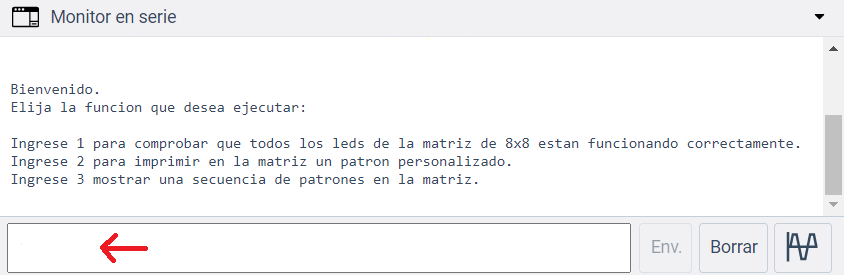 Monitor en serie
Bienvenido.
Elija la funcion que desea ejecutar:
Ingrese 1 para comprobar que todos los leds de la matriz de 8x8 estan funcionando correctamente.
Ingrese 2 para imprimir en la matriz un patron personalizado.
Ingrese 3 mostrar una secuencia de patrones en la matriz.
Env. Borrar